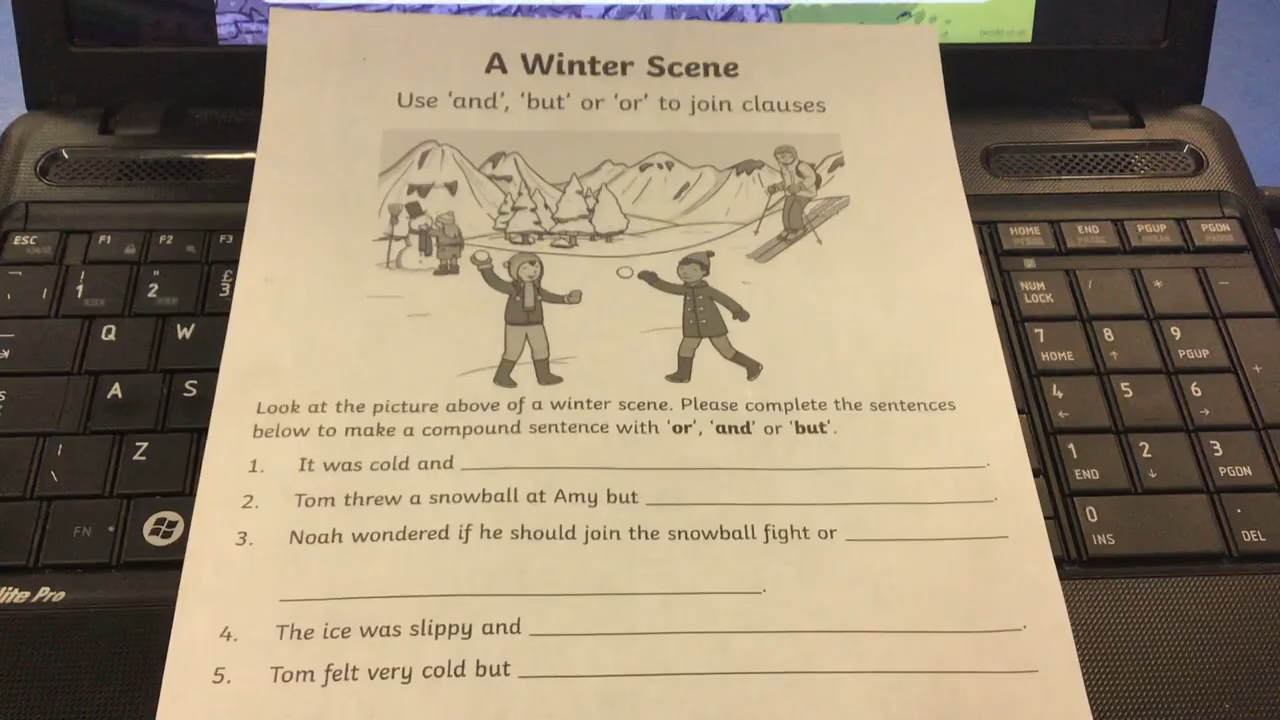 A Winter Scene
Use 'and', 'but' or 'or' to join clauses
Look at the picture above of a winter scene. Please complete the sentences
below to make a compound sentence with 'or', 'and' or 'but'.
1. It was cold and ____.
2. Tom threw a snowball at Amy but ____.
3. Noah wondered if he should join the snowball fight or ____
____.
4. The ice was slippy and ____.
5. Tom felt very cold but ____
ESC F1 F2 F3
! 1 " 2 £ 3
Q W
A S
\ Z
FN
lite Pro
HOME END PGUP PGDN
NUM LOCK / * -
7 HOME 8 ↑ 9 PGUP +
4 ← 5 6 →
1 END 2 ↓ 3 PGDN
0 INS . DEL